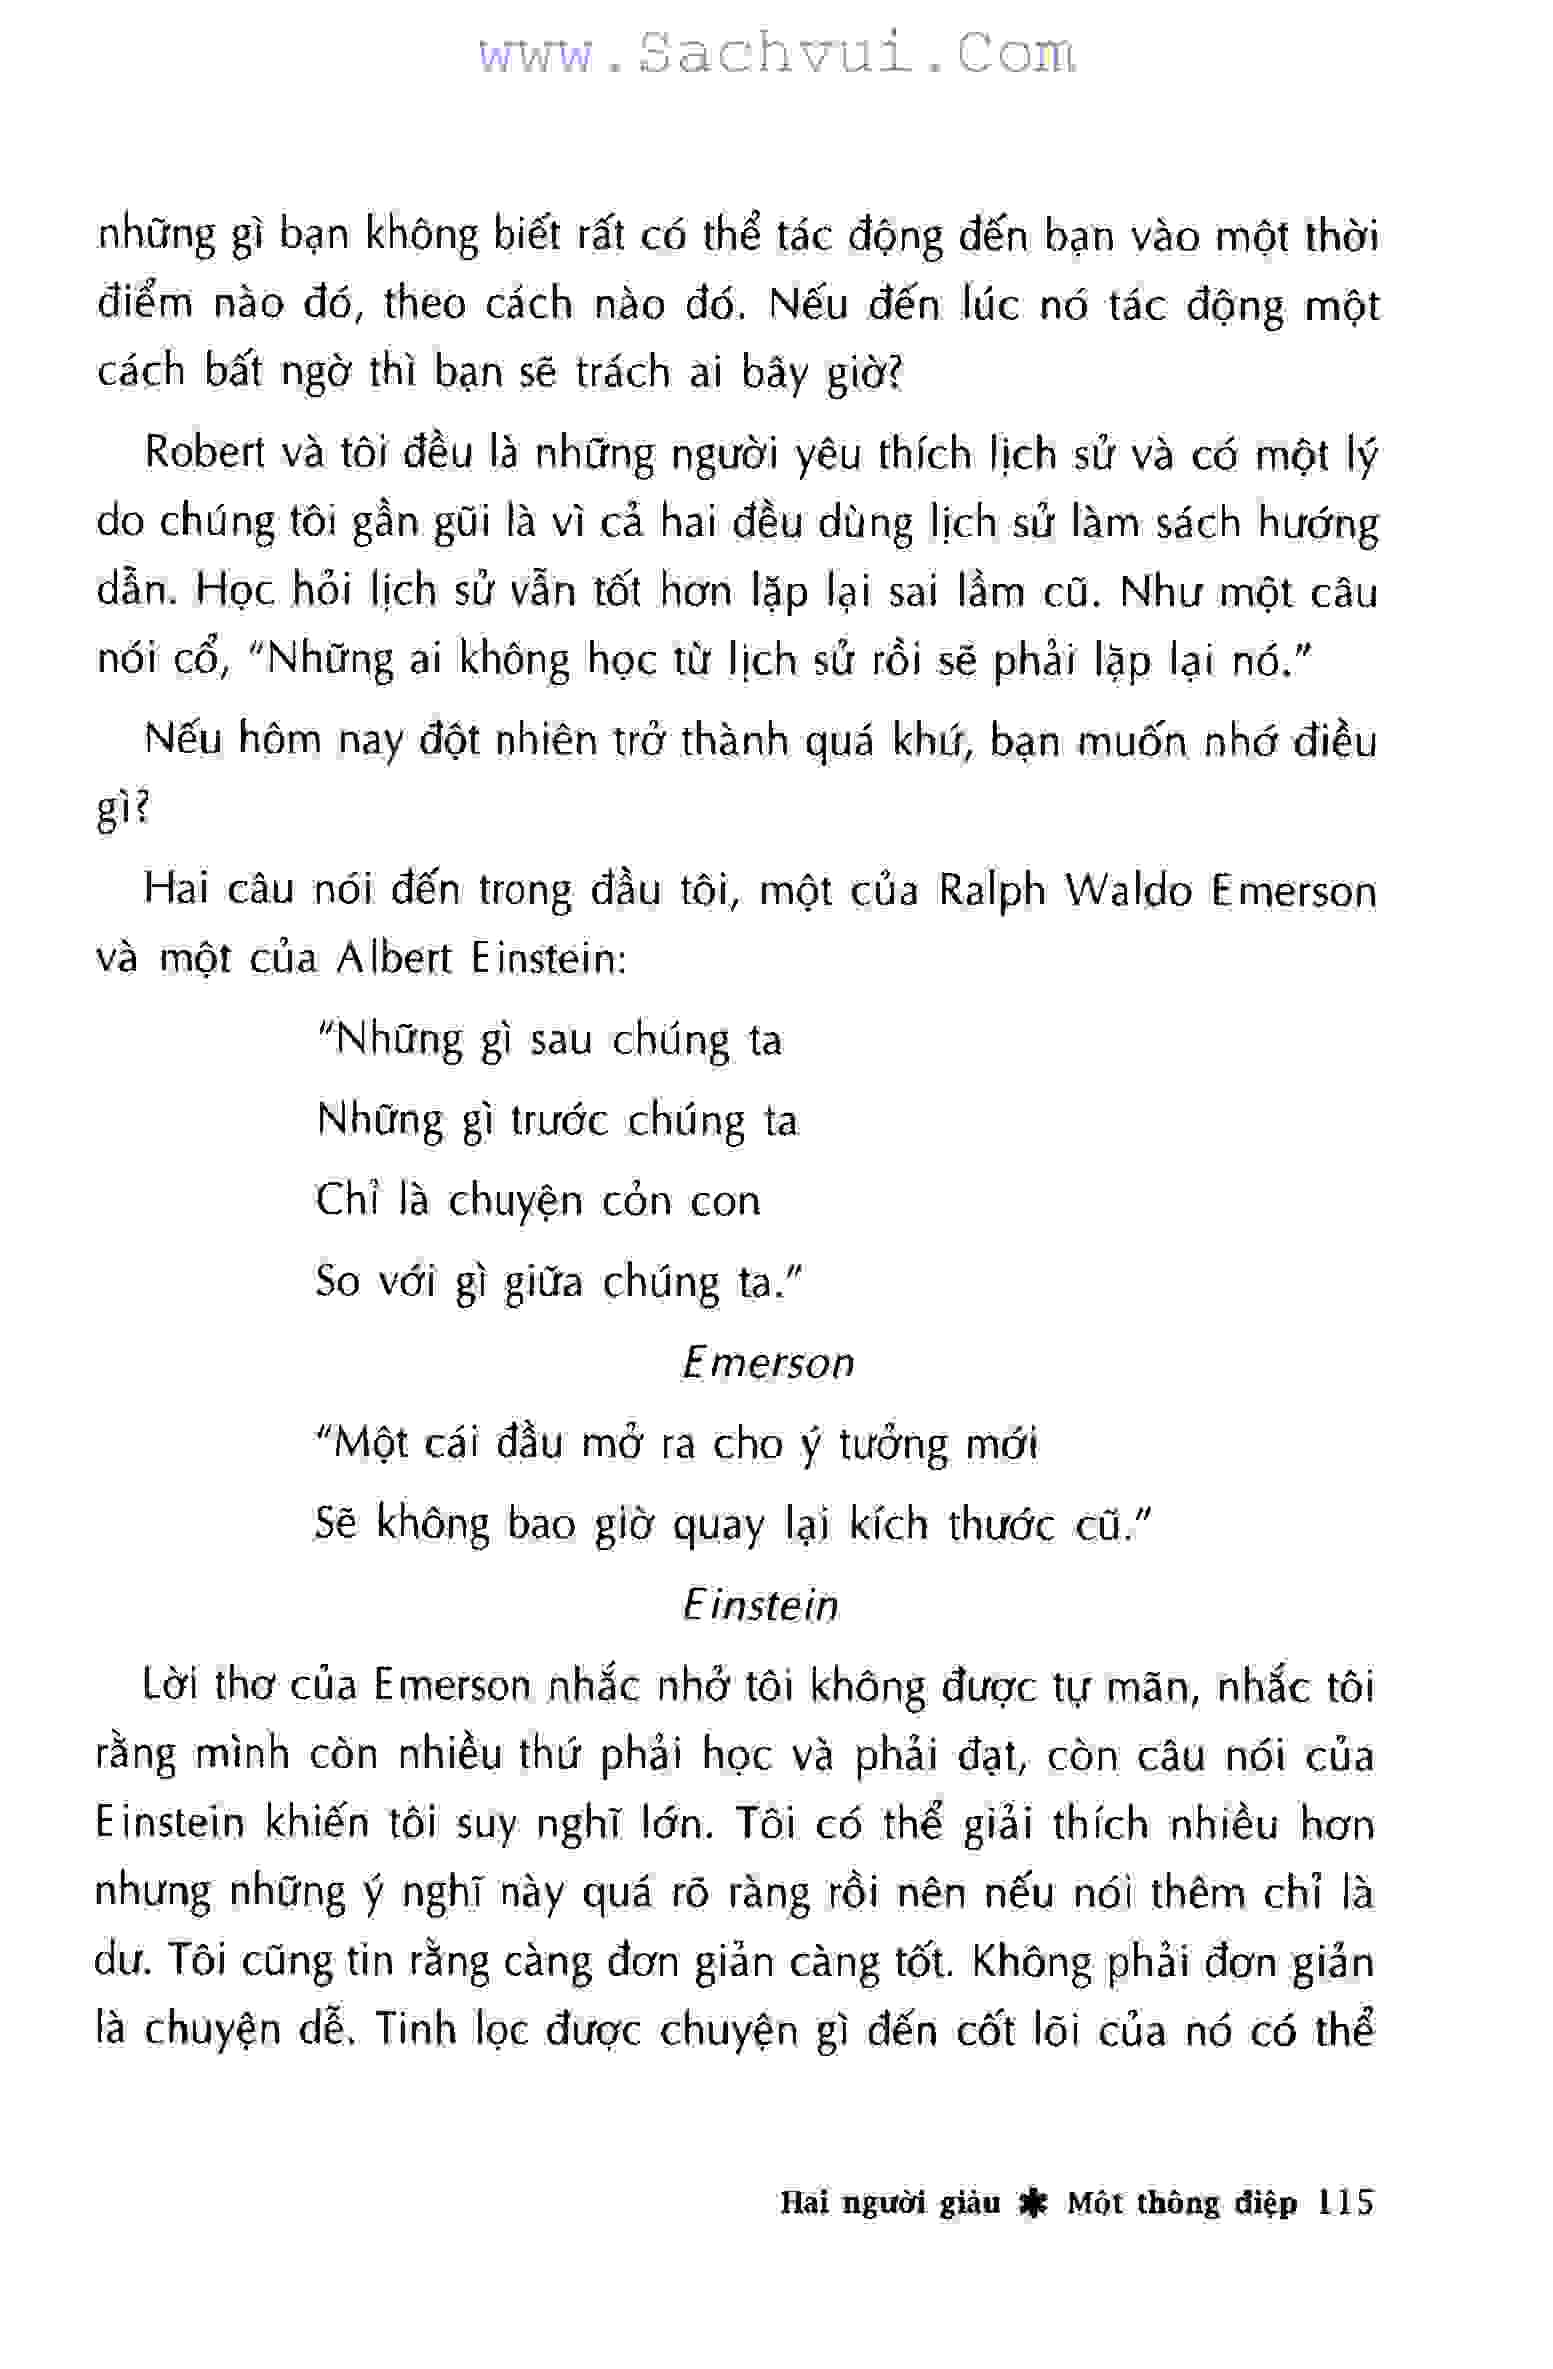 www.Sachvui.Com
những gì bạn không biết rất có thể tác động đến bạn vào một thời
điểm nào đó, theo cách nào đó. Nếu đến lúc nó tác động một
cách bất ngờ thì bạn sẽ trách ai bây giờ?
Robert và tôi đều là những người yêu thích lịch sử và có một lý
do chúng tôi gần gũi là vì cả hai đều dùng lịch sử làm sách hướng
dẫn. Học hỏi lịch sử vẫn tốt hơn lặp lại sai lầm cũ. Như một câu
nói cổ, "Những ai không học từ lịch sử rồi sẽ phải lặp lại nó."
Nếu hôm nay đột nhiên trở thành quá khứ, bạn muốn nhớ điều
gì?
Hai câu nói đến trong đầu tôi, một của Ralph Waldo Emerson
và một của Albert Einstein:
"Những gì sau chúng ta
Những gì trước chúng ta
Chỉ là chuyện cỏn con
So với gì giữa chúng ta."
Emerson
"Một cái đầu mở ra cho ý tưởng mới
Sẽ không bao giờ quay lại kích thước cũ."
Einstein
Lời thơ của Emerson nhắc nhở tôi không được tự mãn, nhắc tôi
rằng mình còn nhiều thứ phải học và phải đạt, còn câu nói của
Einstein khiến tôi suy nghĩ lớn. Tôi có thể giải thích nhiều hơn
nhưng những ý nghĩ này quá rõ ràng rồi nên nếu nói thêm chỉ là
dư. Tôi cũng tin rằng càng đơn giản càng tốt. Không phải đơn giản
là chuyện dễ. Tinh lọc được chuyện gì đến cốt lõi của nó có thể
Hai người giàu ✱ Một thông điệp 115